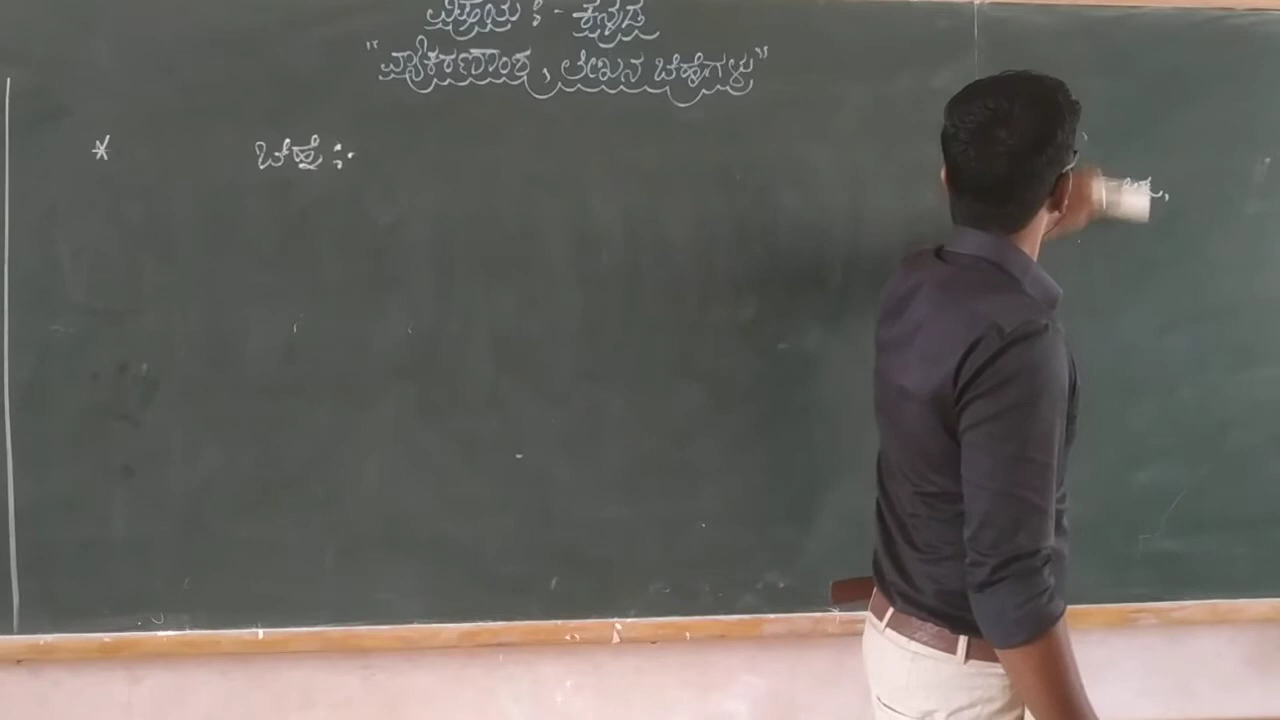 ವಿಷಯ :- ಕನ್ನಡ
"ವ್ಯಾಕರಣಾಂಶ, ಲೇಖನ ಚಿಹ್ನೆಗಳು"
* ಚಿಹ್ನೆ :-